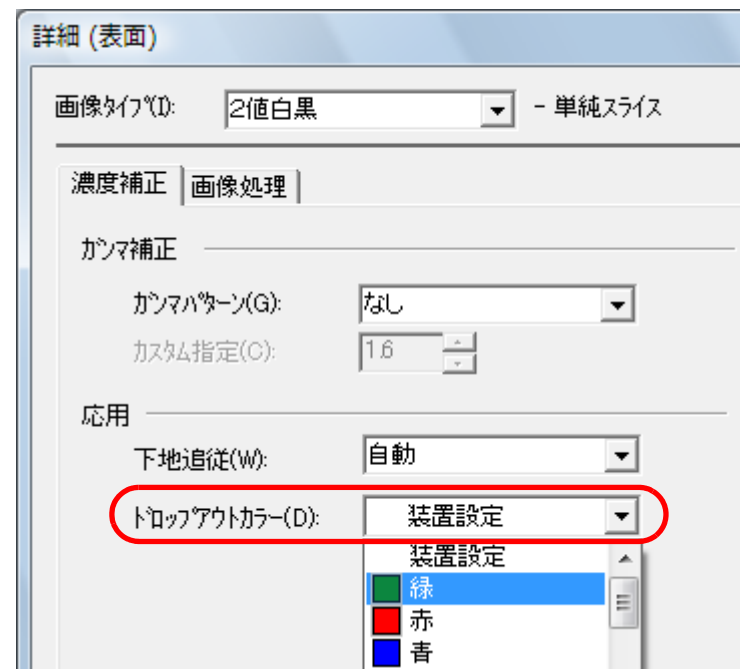 詳細 (表面)
画像ﾀｲﾌﾟ(I): 2値白黒 - 単純ｽﾗｲｽ
濃度補正 画像処理
ｶﾞﾝﾏ補正
ｶﾞﾝﾏﾊﾟﾀｰﾝ(G): なし
ｶｽﾀﾑ指定(C): 1.6
応用
下地追従(W): 自動
ﾄﾞﾛｯﾌﾟｱｳﾄｶﾗｰ(D): 装置設定
装置設定
緑
赤
青